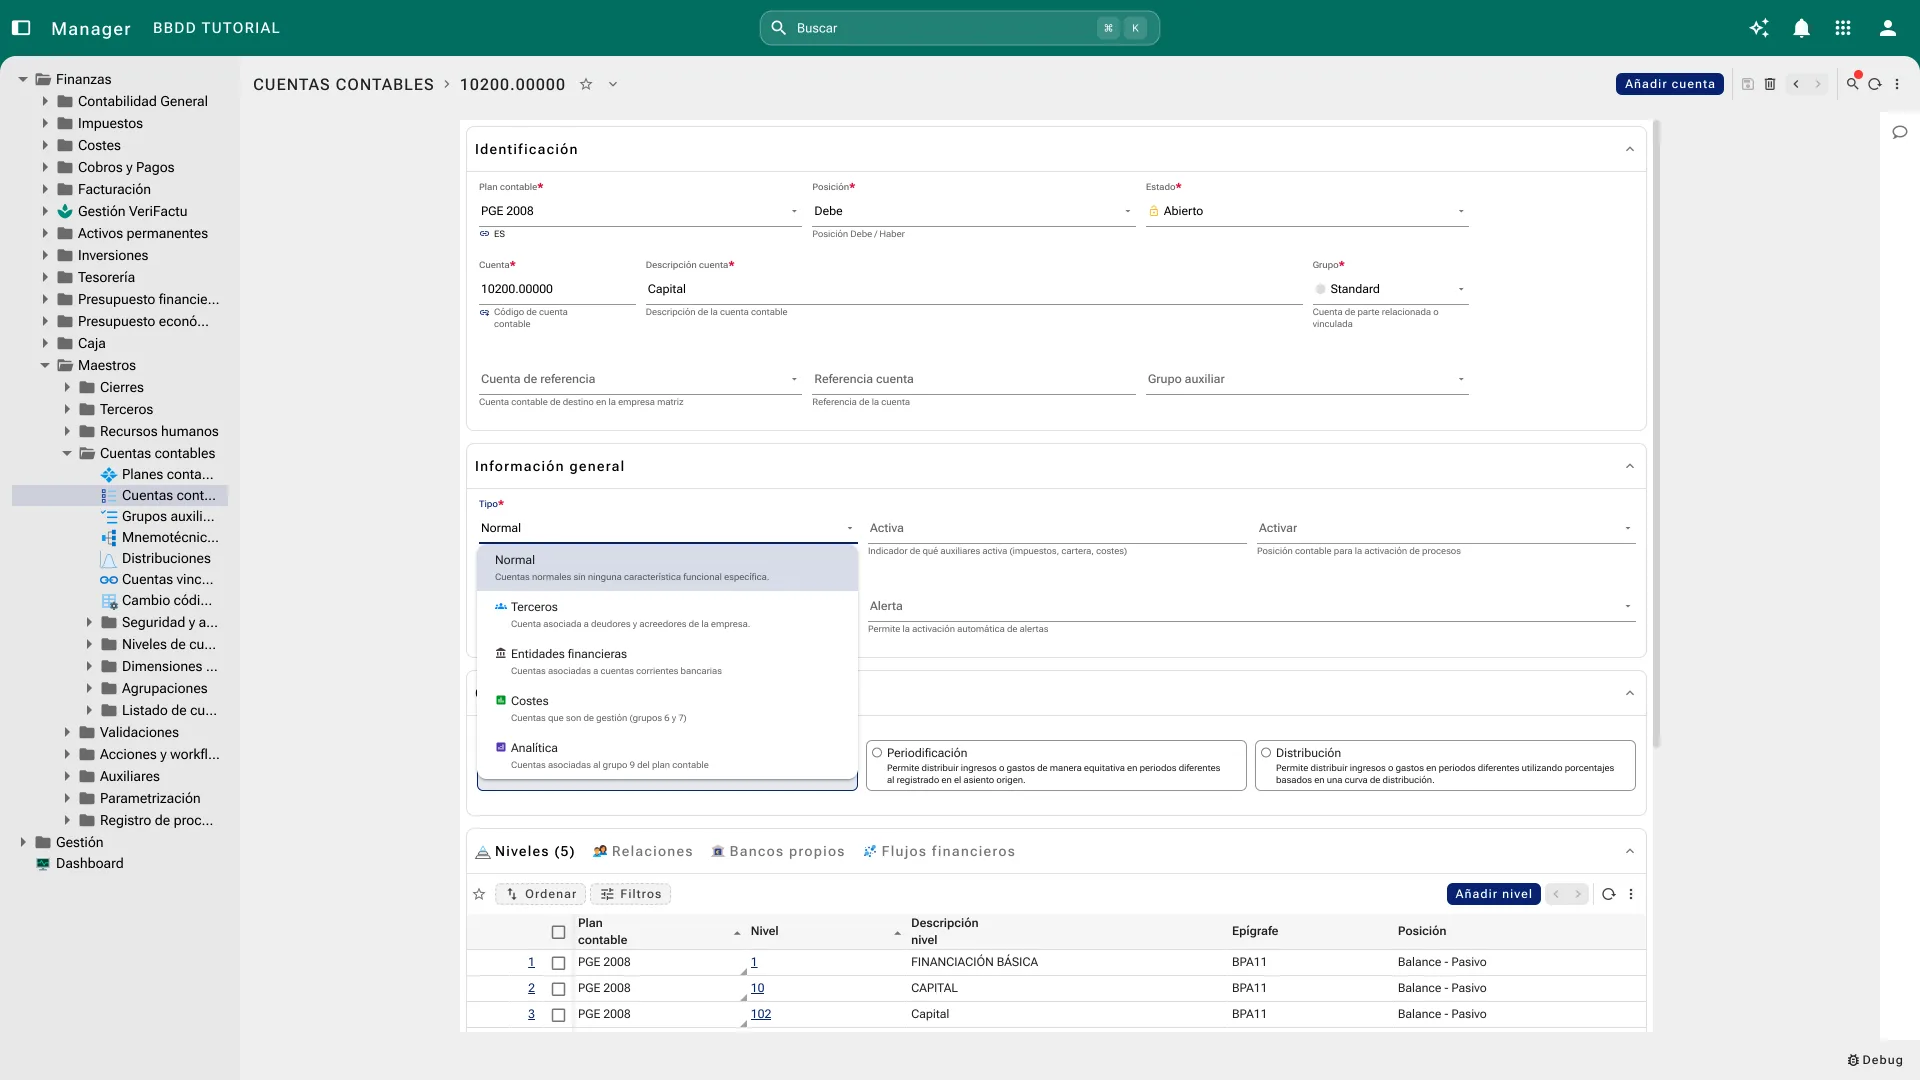 Manager BBDD TUTORIAL
Buscar
⌘ K
Finanzas
Contabilidad General
Impuestos
Costes
Cobros y Pagos
Facturación
Gestión VeriFactu
Activos permanentes
Inversiones
Tesorería
Presupuesto financie...
Presupuesto econó...
Caja
Maestros
Cierres
Terceros
Recursos humanos
Cuentas contables
Planes conta...
Cuentas cont...
Grupos auxili...
Mnemotécnic...
Distribuciones
Cuentas vinc...
Cambio códi...
Seguridad y a...
Niveles de cu...
Dimensiones ...
Agrupaciones
Listado de cu...
Validaciones
Acciones y workfl...
Auxiliares
Parametrización
Registro de proc...
Gestión
Dashboard
CUENTAS CONTABLES › 10200.00000
Añadir cuenta
Identificación
Plan contable* Posición* Estado*
PGE 2008 Debe Abierto
ES Posición Debe / Haber
Cuenta* Descripción cuenta* Grupo*
10200.00000 Capital Standard
Código de cuenta contable
Descripción de la cuenta contable
Cuenta de parte relacionada o vinculada
Cuenta de referencia Referencia cuenta Grupo auxiliar
Cuenta contable de destino en la empresa matriz Referencia de la cuenta
Información general
Tipo*
Normal Activa Activar
Indicador de qué auxiliares activa (impuestos, cartera, costes) Posición contable para la activación de procesos
Normal
Cuentas normales sin ninguna característica funcional específica.
Terceros
Cuenta asociada a deudores y acreedores de la empresa.
Entidades financieras
Cuentas asociadas a cuentas corrientes bancarias
Costes
Cuentas que son de gestión (grupos 6 y 7)
Analítica
Cuentas asociadas al grupo 9 del plan contable
Alerta
Permite la activación automática de alertas
Periodificación
Permite distribuir ingresos o gastos de manera equitativa en periodos diferentes
al registrado en el asiento origen.
Distribución
Permite distribuir ingresos o gastos en periodos diferentes utilizando porcentajes
basados en una curva de distribución.
Niveles (5) Relaciones Bancos propios Flujos financieros
Ordenar Filtros Añadir nivel
Plan contable Nivel Descripción nivel Epígrafe Posición
1 PGE 2008 1 FINANCIACIÓN BÁSICA BPA11 Balance - Pasivo
2 PGE 2008 10 CAPITAL BPA11 Balance - Pasivo
3 PGE 2008 102 Capital BPA11 Balance - Pasivo
Debug